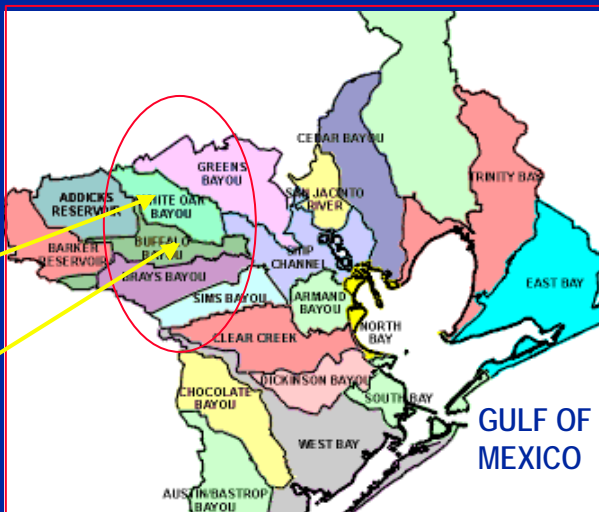 CEDAR BAYOU
GREENS
BAYOU
TRINITY BAY
ADDICKS
RESERVOIR
WHITE OAK
BAYOU
SAN JACINTO
RIVER
BUFFALO
BAYOU
BARKER
RESERVOIR
SHIP
CHANNEL
BRAYS BAYOU
EAST BAY
SIMS BAYOU
ARMAND
BAYOU
NORTH
BAY
CLEAR CREEK
DICKINSON BAYOU
CHOCOLATE
BAYOU
SOUTH BAY
GULF OF
MEXICO
WEST BAY
AUSTIN/BASTROP
BAYOU